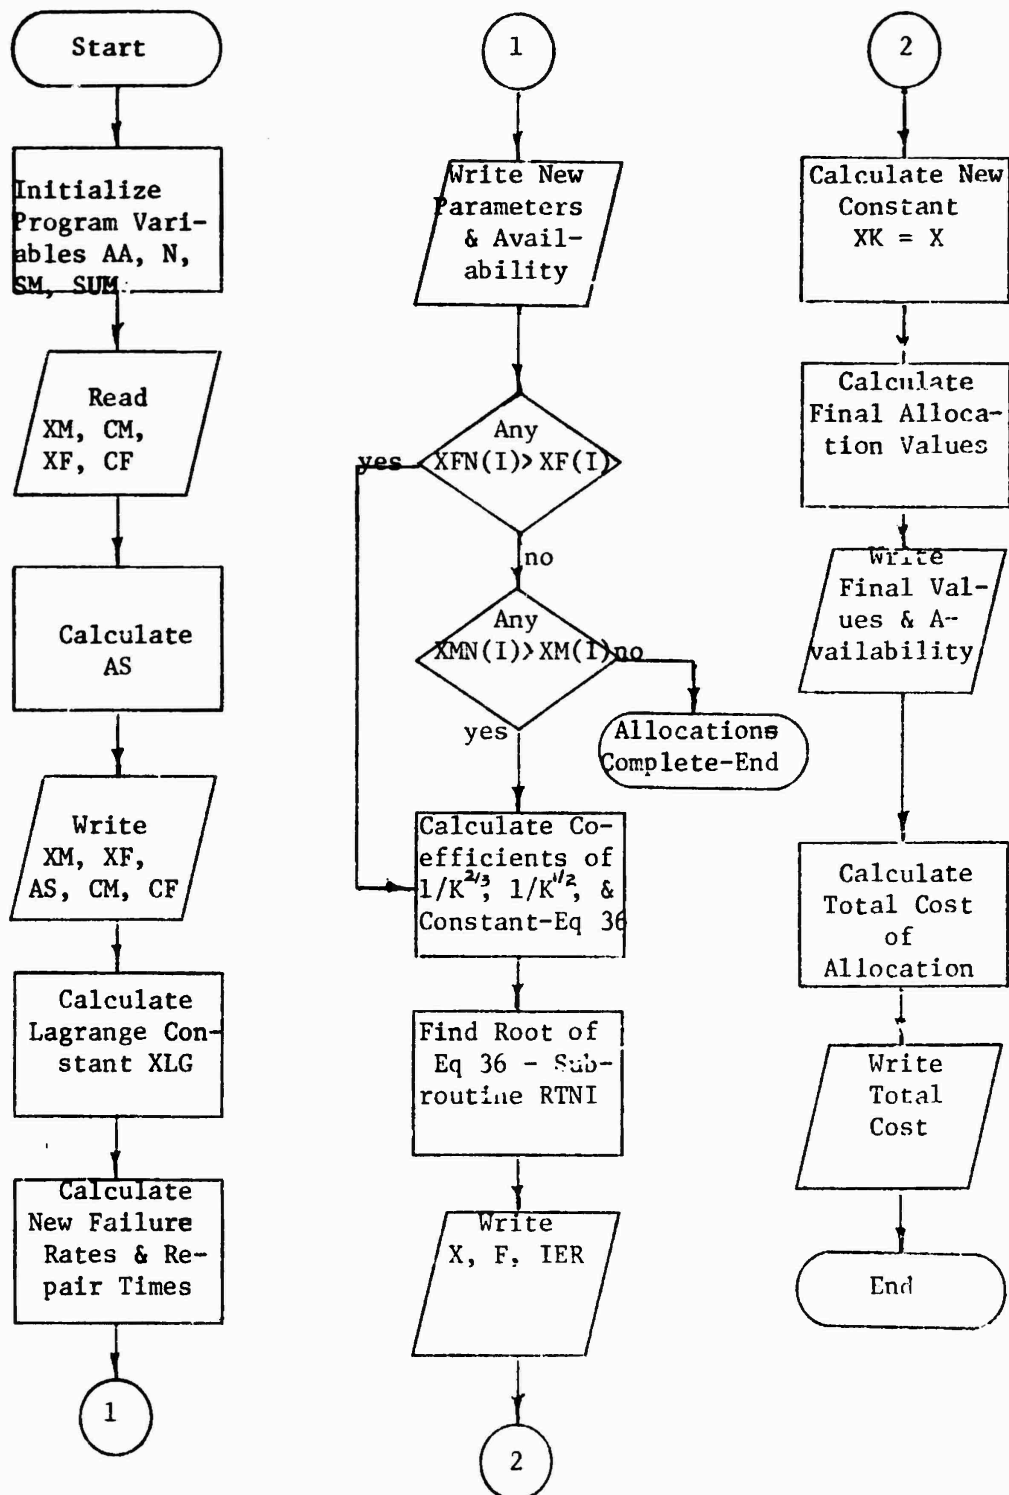 Start
Initialize
Program Vari-
ables AA, N,
SM, SUM
Read
XM, CM,
XF, CF
Calculate
AS
Write
XM, XF,
AS, CM, CF
Calculate
Lagrange Con-
stant XLG
Calculate
New Failure
Rates & Re-
pair Times
1
1
Write New
Parameters
& Avail-
ability
Any
XFN(I)>XF(I)
yes
no
Any
XMN(I)>XM(I)
no
yes
Allocations
Complete-End
Calculate Co-
efficients of
1/K^2/3, 1/K^1/2, &
Constant-Eq 36
Find Root of
Eq 36 - Sub-
routine RTNI
Write
X, F, IER
2
2
Calculate New
Constant
XK = X
Calculate
Final Alloca-
tion Values
Write
Final Val-
ues & A-
vailability
Calculate
Total Cost
of
Allocation
Write
Total
Cost
End